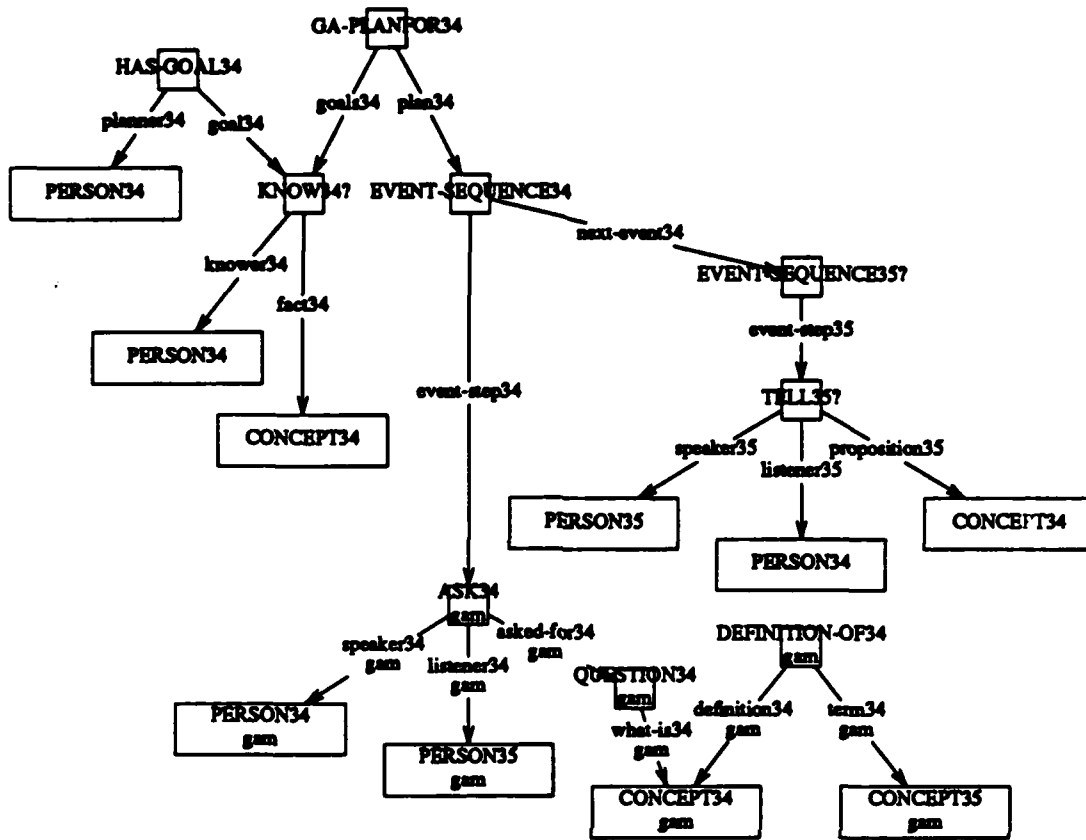 GA-PLANFOR34
HAS-GOAL34
goals34
plan34
planner34
goal34
PERSON34
KNOW34?
EVENT-SEQUENCE34
next-event34
knower34
EVENT-SEQUENCE35?
fact34
event-step35
PERSON34
event-step34
TELL35?
CONCEPT34
speaker35
proposition35
listener35
PERSON35
CONCEPT34
PERSON34
ASK34
gam
speaker34
gam
asked-for34
gam
listener34
gam
DEFINITION-OF34
gam
QUESTION34
gam
PERSON34
gam
what-is34
gam
definition34
gam
term34
gam
PERSON35
gam
CONCEPT34
gam
CONCEPT35
gam